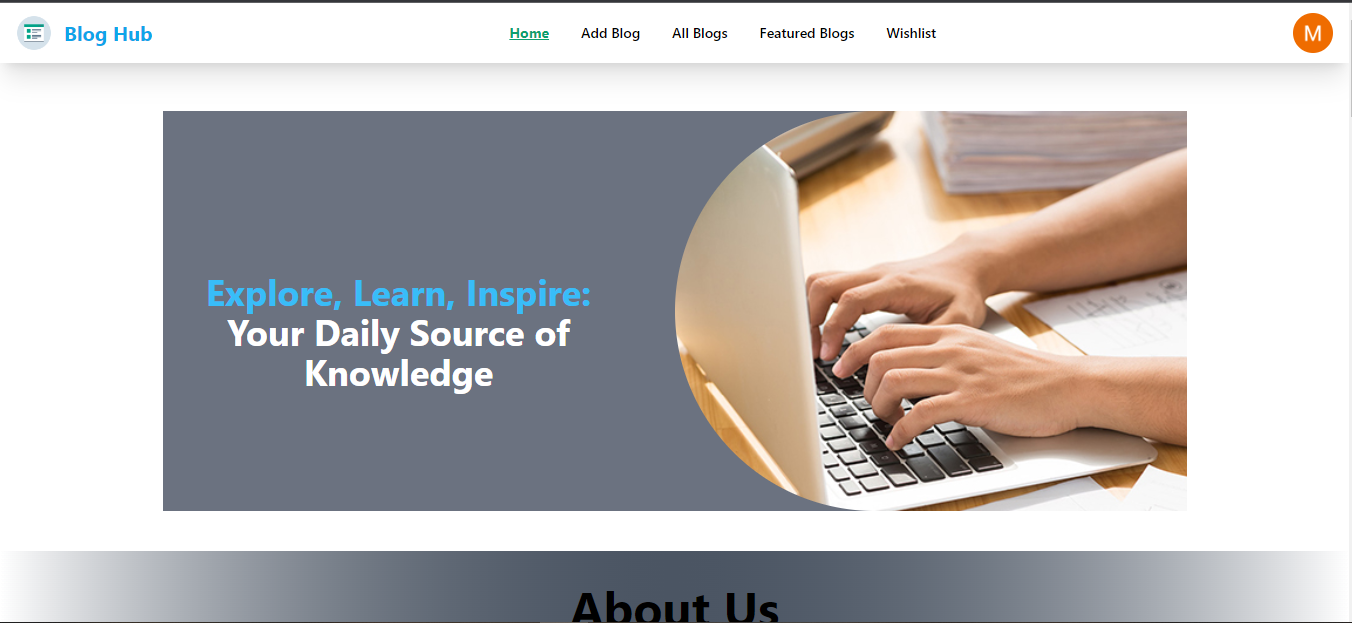 Blog Hub
Home
Add Blog
All Blogs
Featured Blogs
Wishlist
M
Explore, Learn, Inspire:
Your Daily Source of
Knowledge
About Us